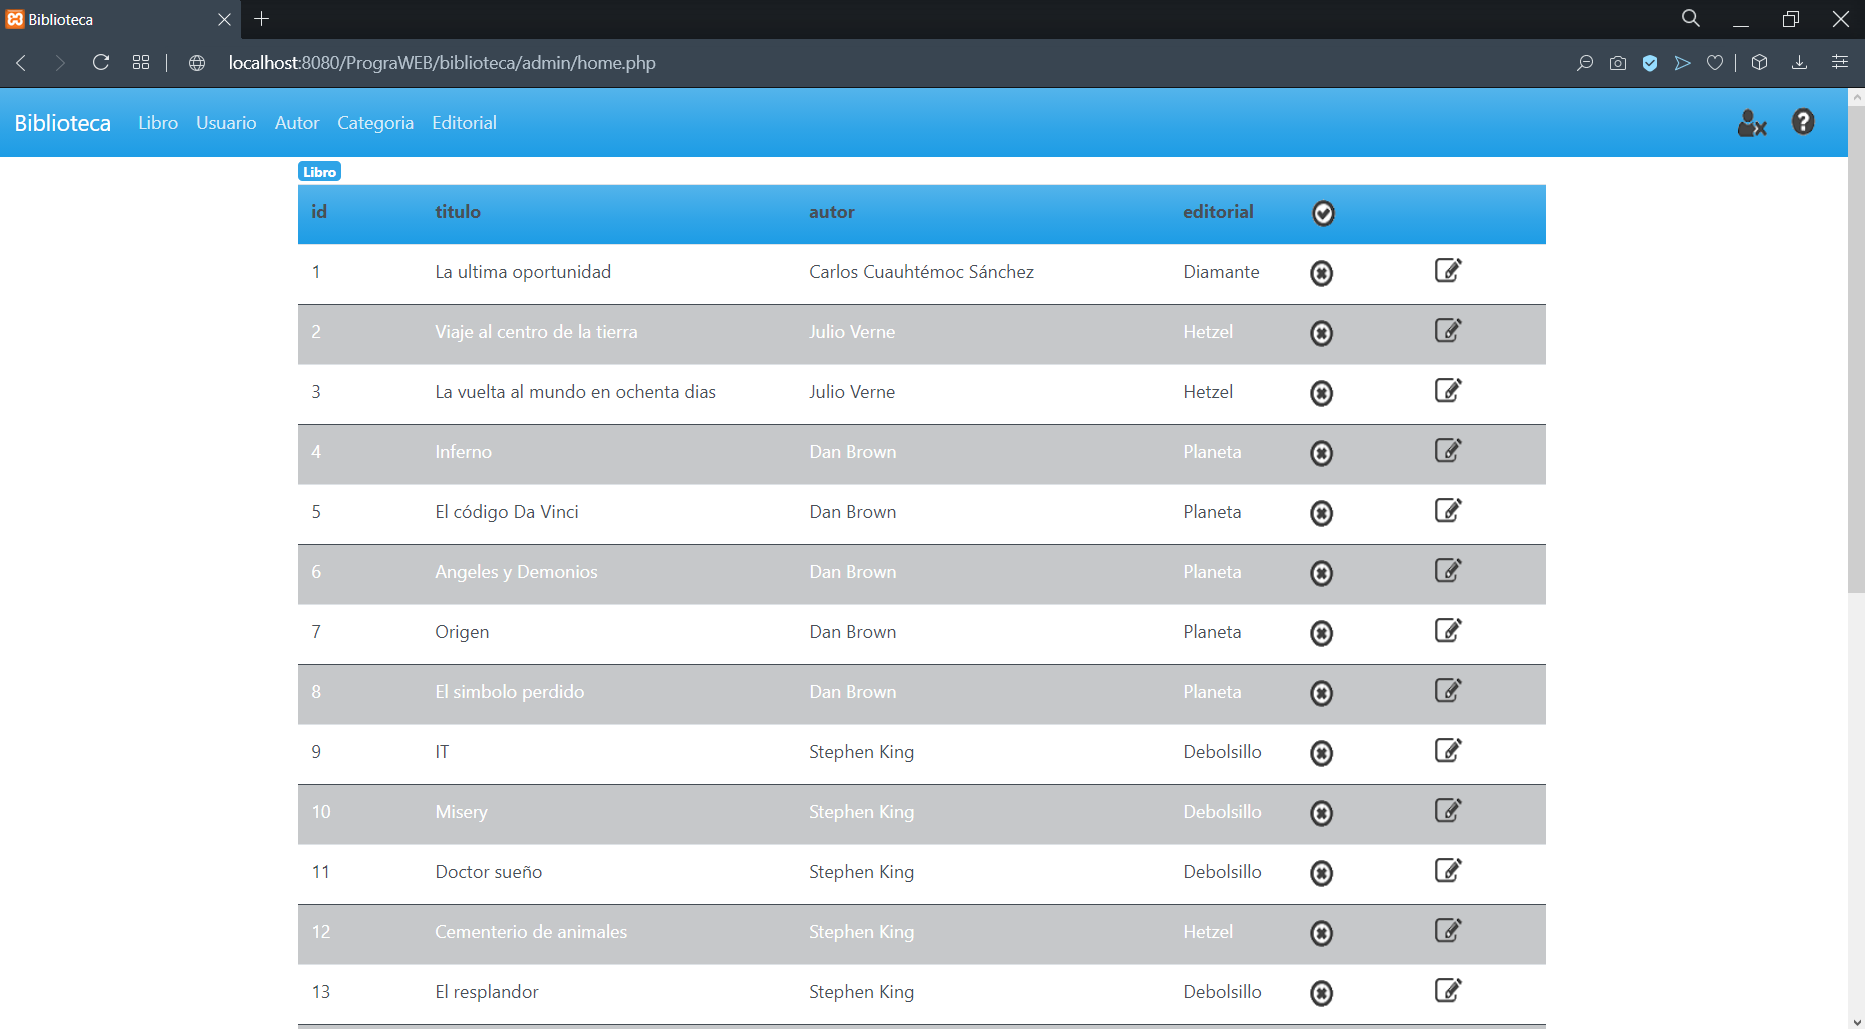 Biblioteca
localhost:8080/PrograWEB/biblioteca/admin/home.php
Biblioteca Libro Usuario Autor Categoria Editorial
Libro
id titulo autor editorial
1 La ultima oportunidad Carlos Cuauhtémoc Sánchez Diamante
2 Viaje al centro de la tierra Julio Verne Hetzel
3 La vuelta al mundo en ochenta dias Julio Verne Hetzel
4 Inferno Dan Brown Planeta
5 El código Da Vinci Dan Brown Planeta
6 Angeles y Demonios Dan Brown Planeta
7 Origen Dan Brown Planeta
8 El simbolo perdido Dan Brown Planeta
9 IT Stephen King Debolsillo
10 Misery Stephen King Debolsillo
11 Doctor sueño Stephen King Debolsillo
12 Cementerio de animales Stephen King Hetzel
13 El resplandor Stephen King Debolsillo